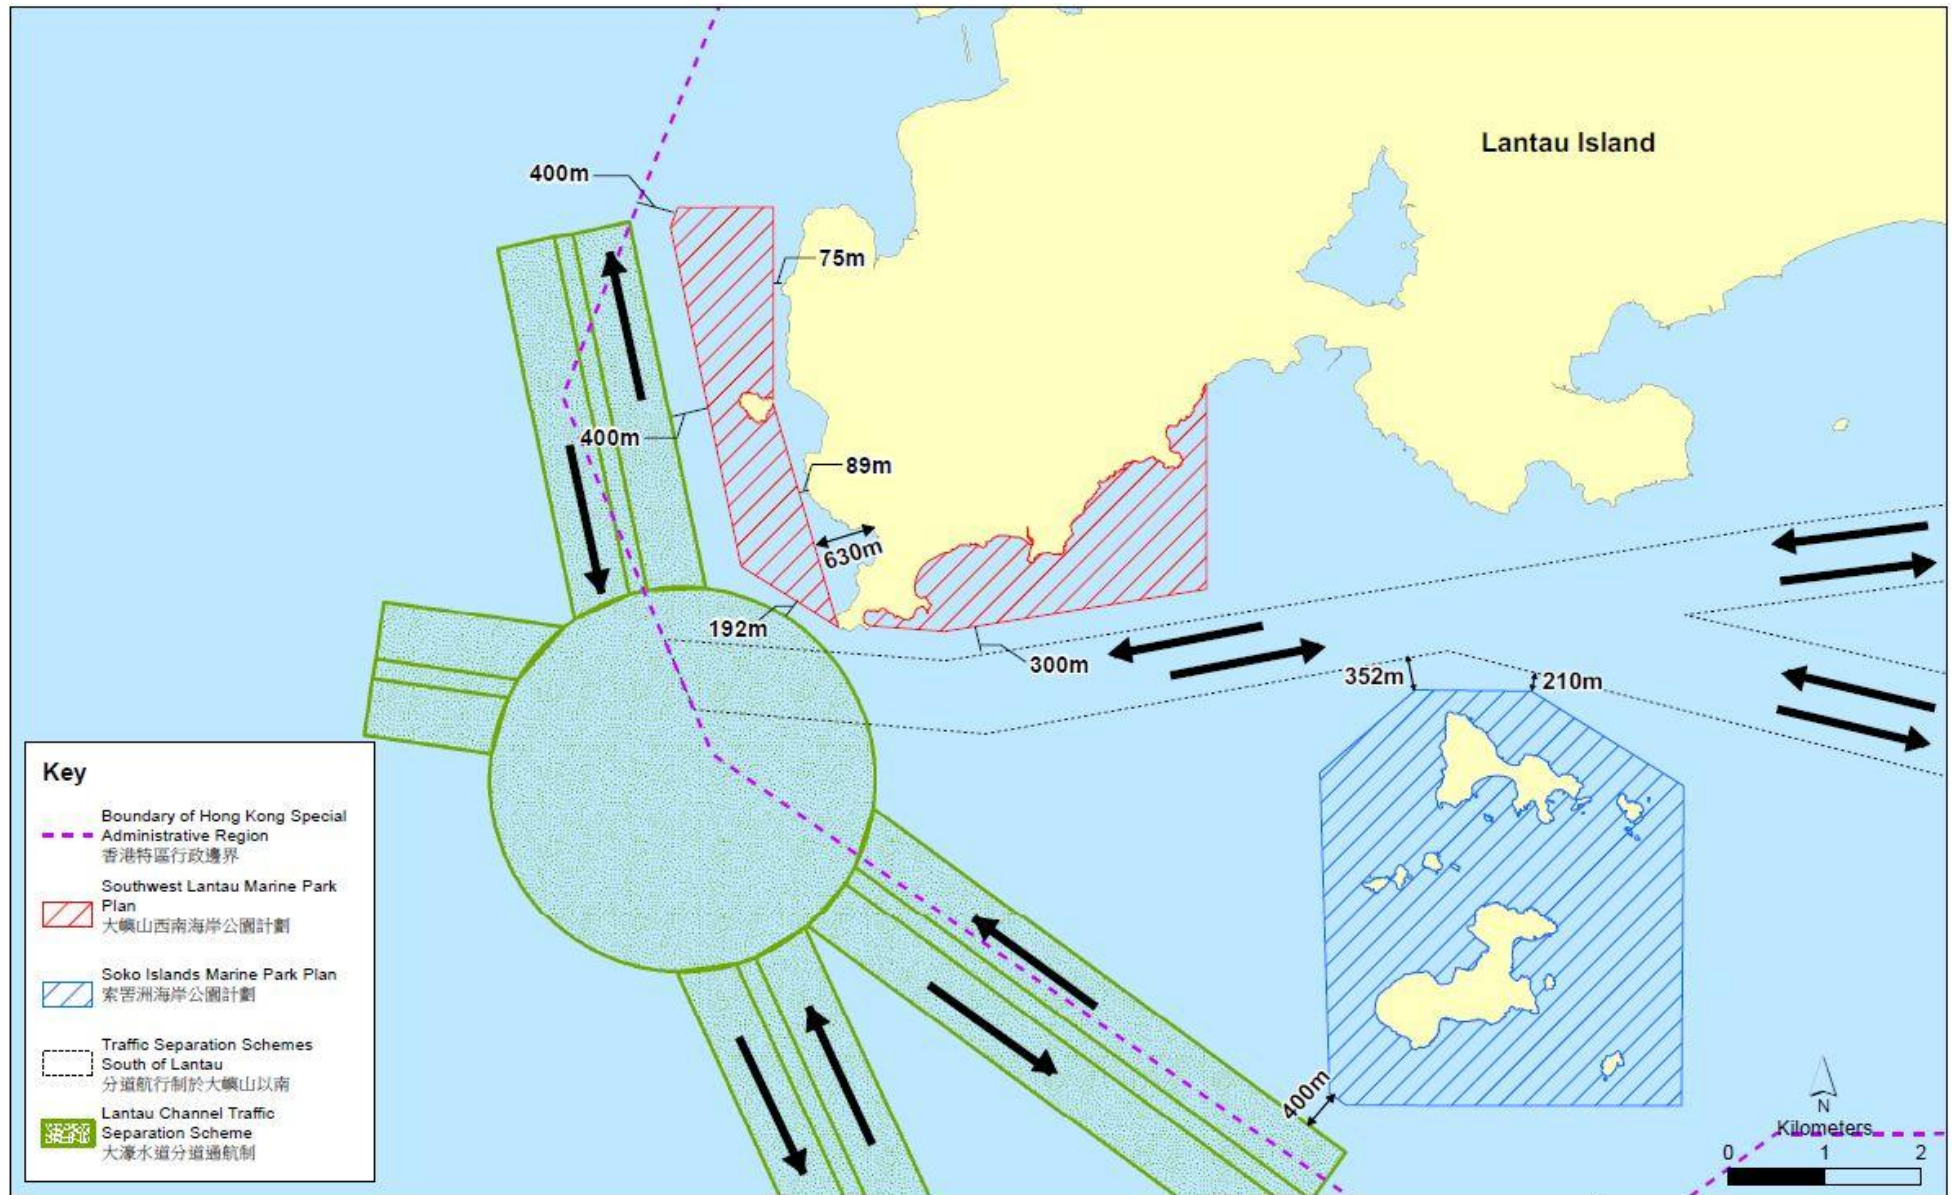 Lantau Island
400m
75m
400m
89m
630m
192m
300m
352m
210m
400m
Key
Boundary of Hong Kong Special
Administrative Region
香港特區行政邊界
Southwest Lantau Marine Park
Plan
大嶼山西南海岸公園計劃
Soko Islands Marine Park Plan
索罟洲海岸公園計劃
Traffic Separation Schemes
South of Lantau
分道航行制於大嶼山以南
Lantau Channel Traffic
Separation Scheme
大濠水道分道通航制
N
Kilometers
0 1 2